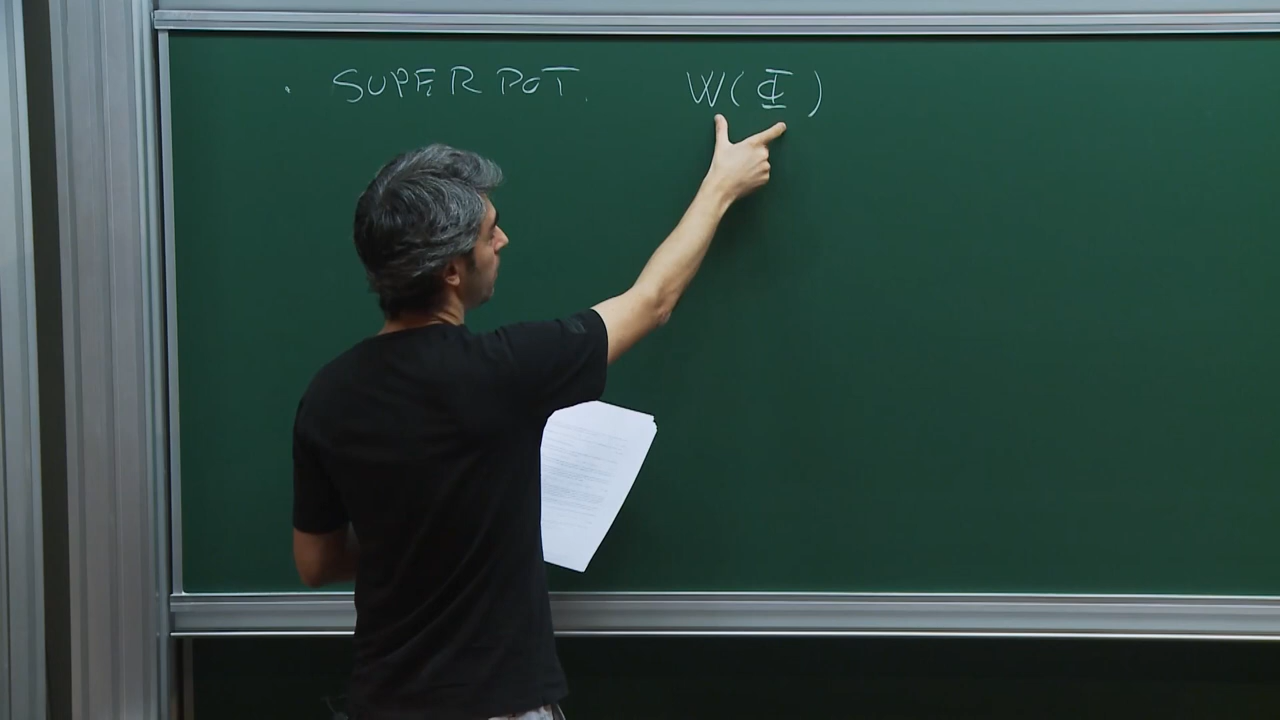 . SUPER POT. W(Φ)